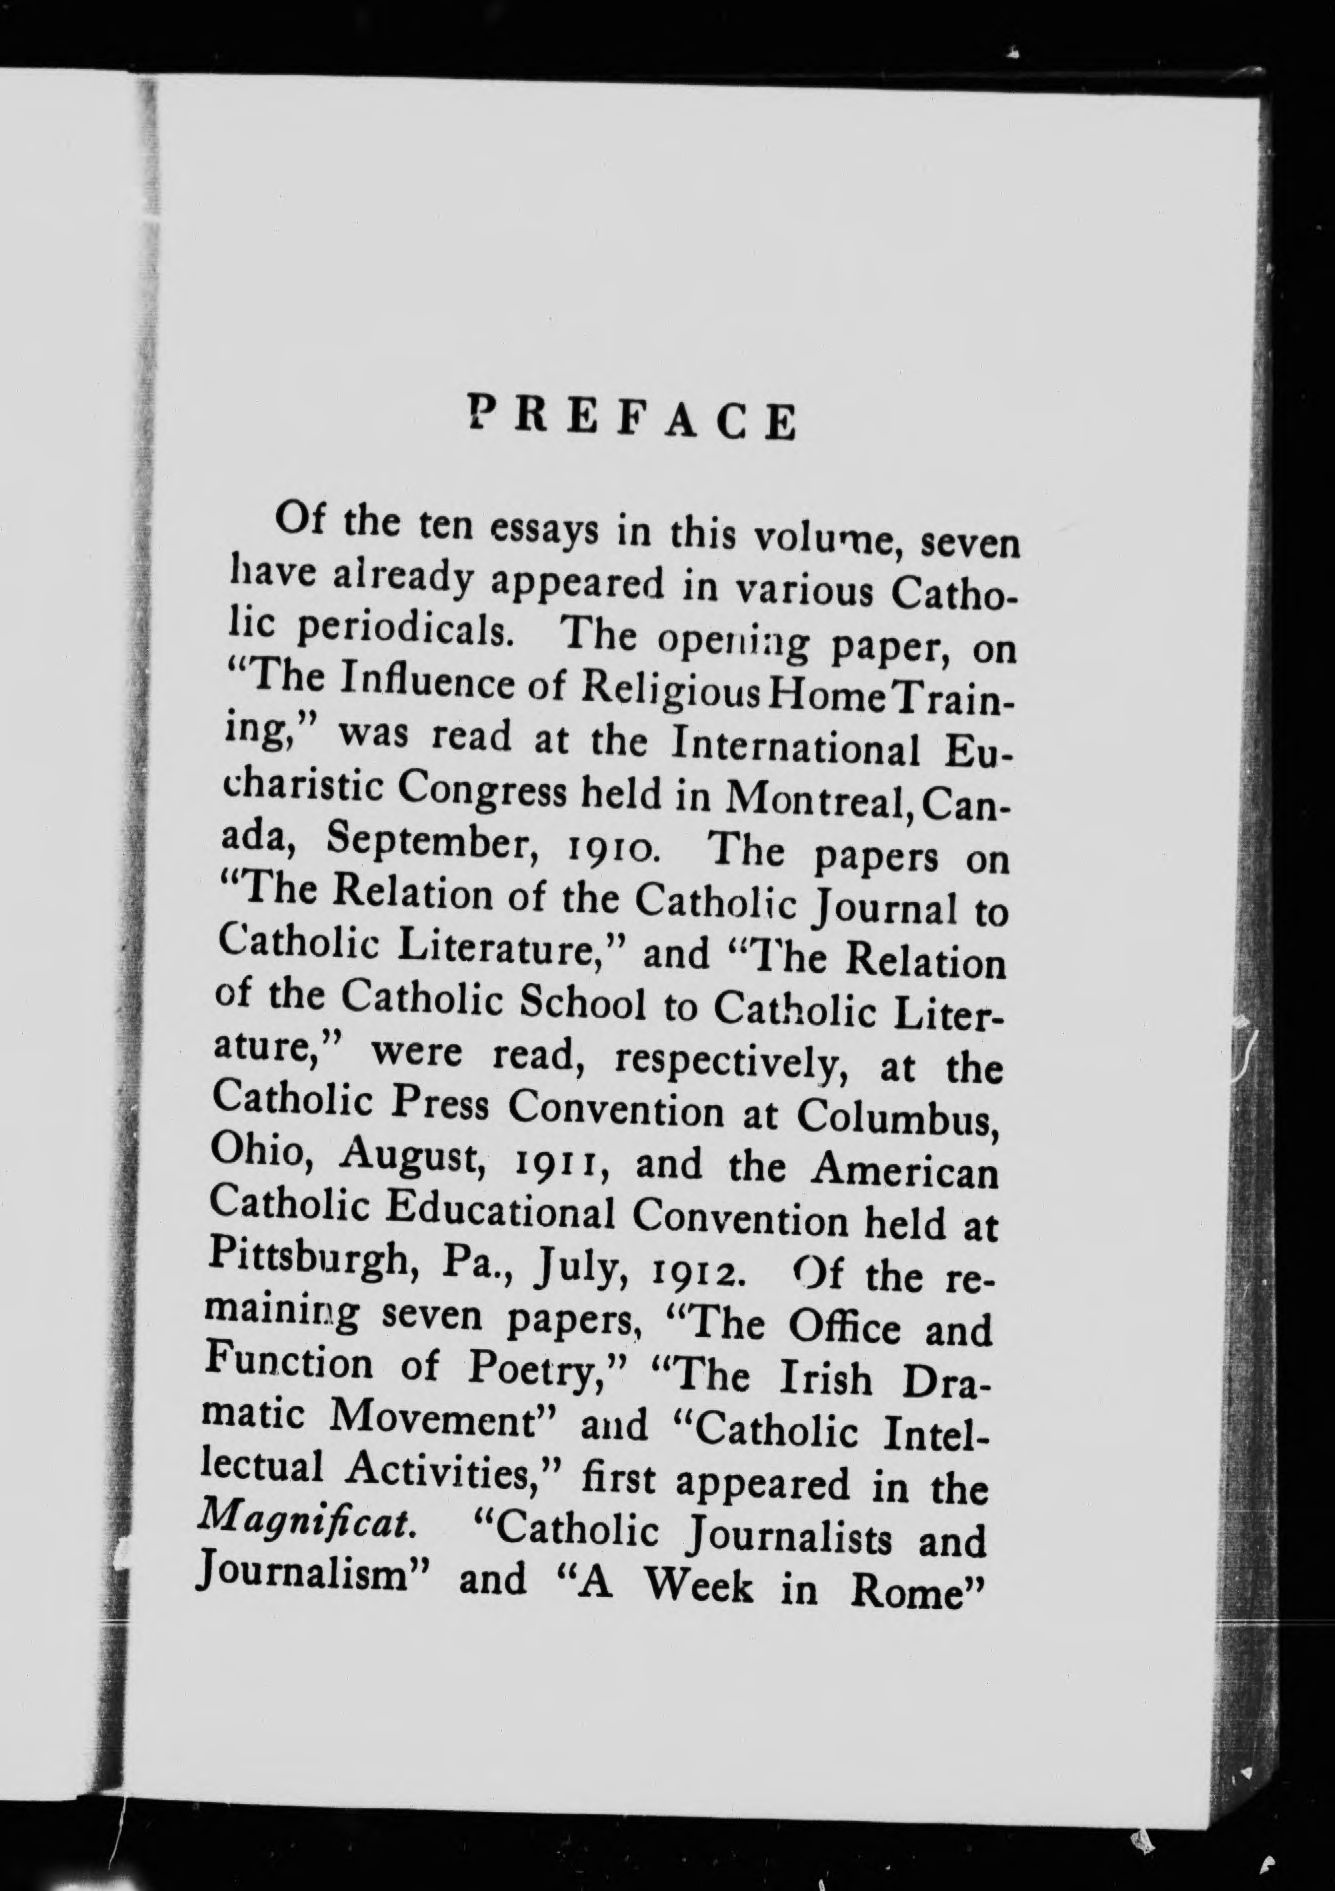 PREFACE
Of the ten essays in this volume, seven
have already appeared in various Catho-
lic periodicals. The opening paper, on
“The Influence of Religious Home Train-
ing,” was read at the International Eu-
charistic Congress held in Montreal, Can-
ada, September, 1910. The papers on
“The Relation of the Catholic Journal to
Catholic Literature,” and “The Relation
of the Catholic School to Catholic Liter-
ature,” were read, respectively, at the
Catholic Press Convention at Columbus,
Ohio, August, 1911, and the American
Catholic Educational Convention held at
Pittsburgh, Pa., July, 1912. Of the re-
maining seven papers, “The Office and
Function of Poetry,” “The Irish Dra-
matic Movement” and “Catholic Intel-
lectual Activities,” first appeared in the
Magnificat. “Catholic Journalists and
Journalism” and “A Week in Rome”